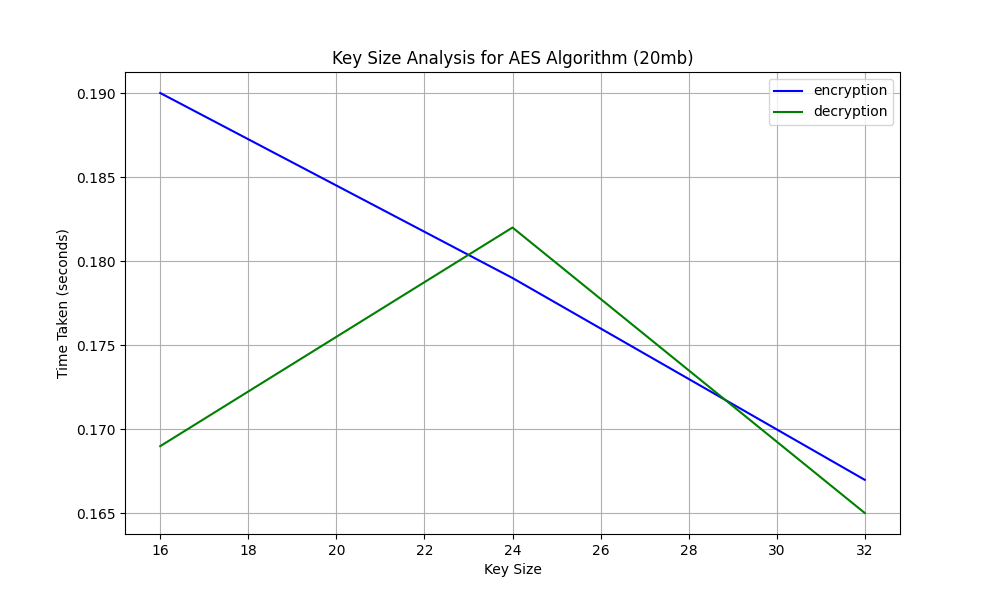 Key Size Analysis for AES Algorithm (20mb)
encryption
decryption
Time Taken (seconds)
0.190
0.185
0.180
0.175
0.170
0.165
16 18 20 22 24 26 28 30 32
Key Size